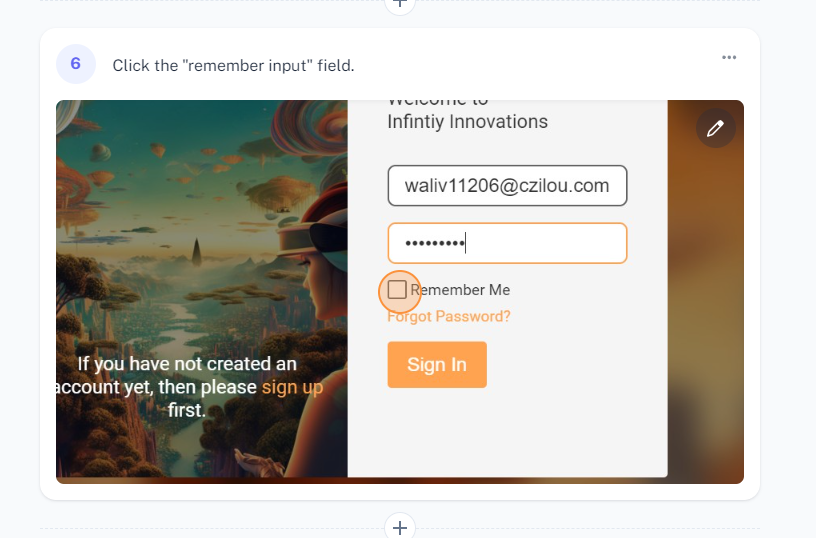 6
Click the "remember input" field.
Welcome to
Infintiy Innovations
waliv11206@czilou.com
•••••••••
Remember Me
Forgot Password?
Sign In
If you have not created an
account yet, then please sign up
first.